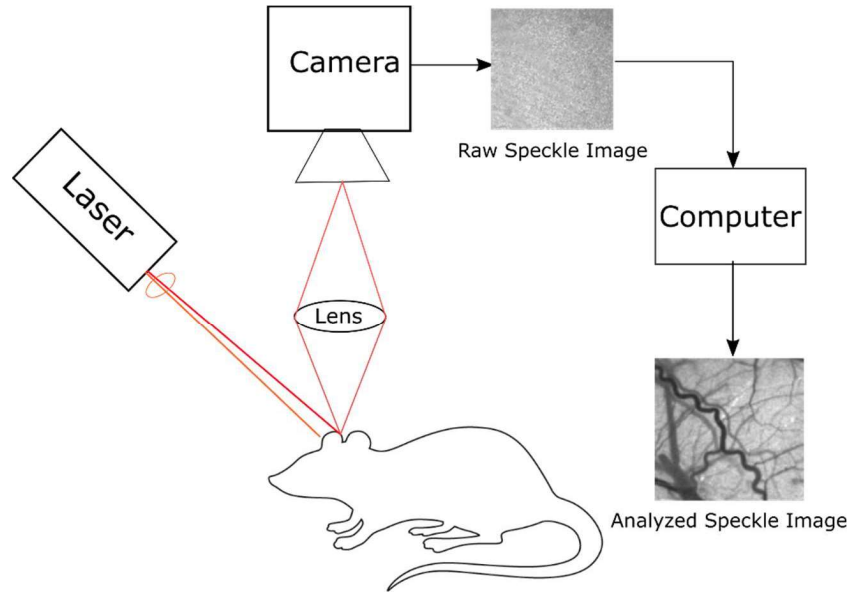 Camera
Raw Speckle Image
Laser
Computer
Lens
Analyzed Speckle Image